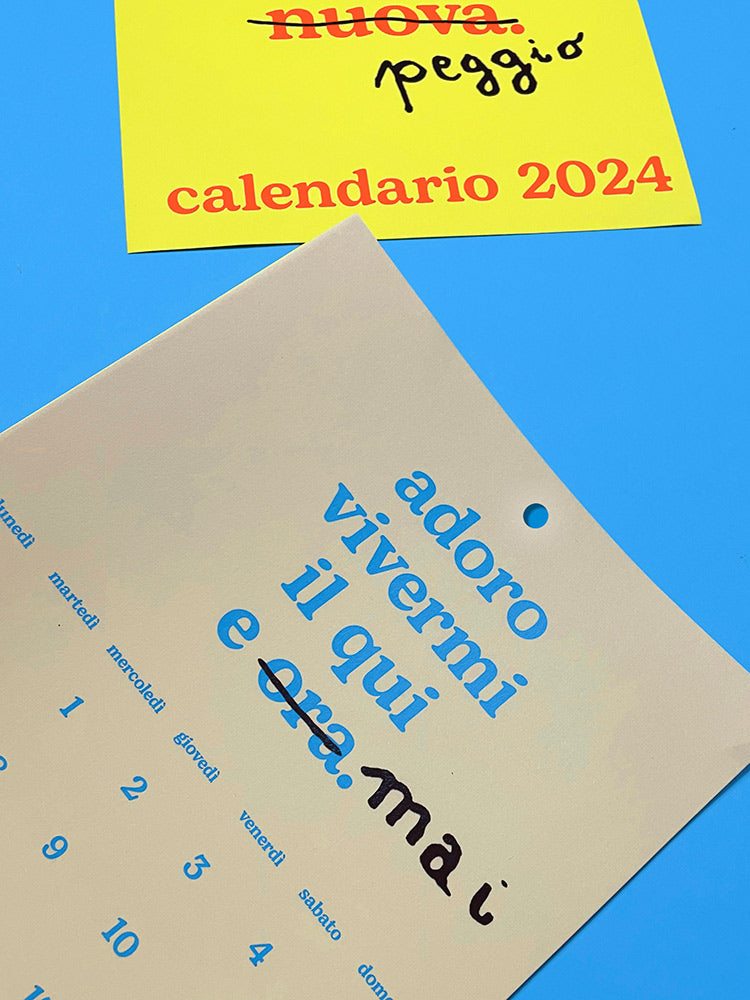 nuova.
peggio
calendario 2024
adoro
vivermi
il qui
e ora.
mai
lunedì martedì mercoledì giovedì venerdì sabato
1 2 3 4
9 10